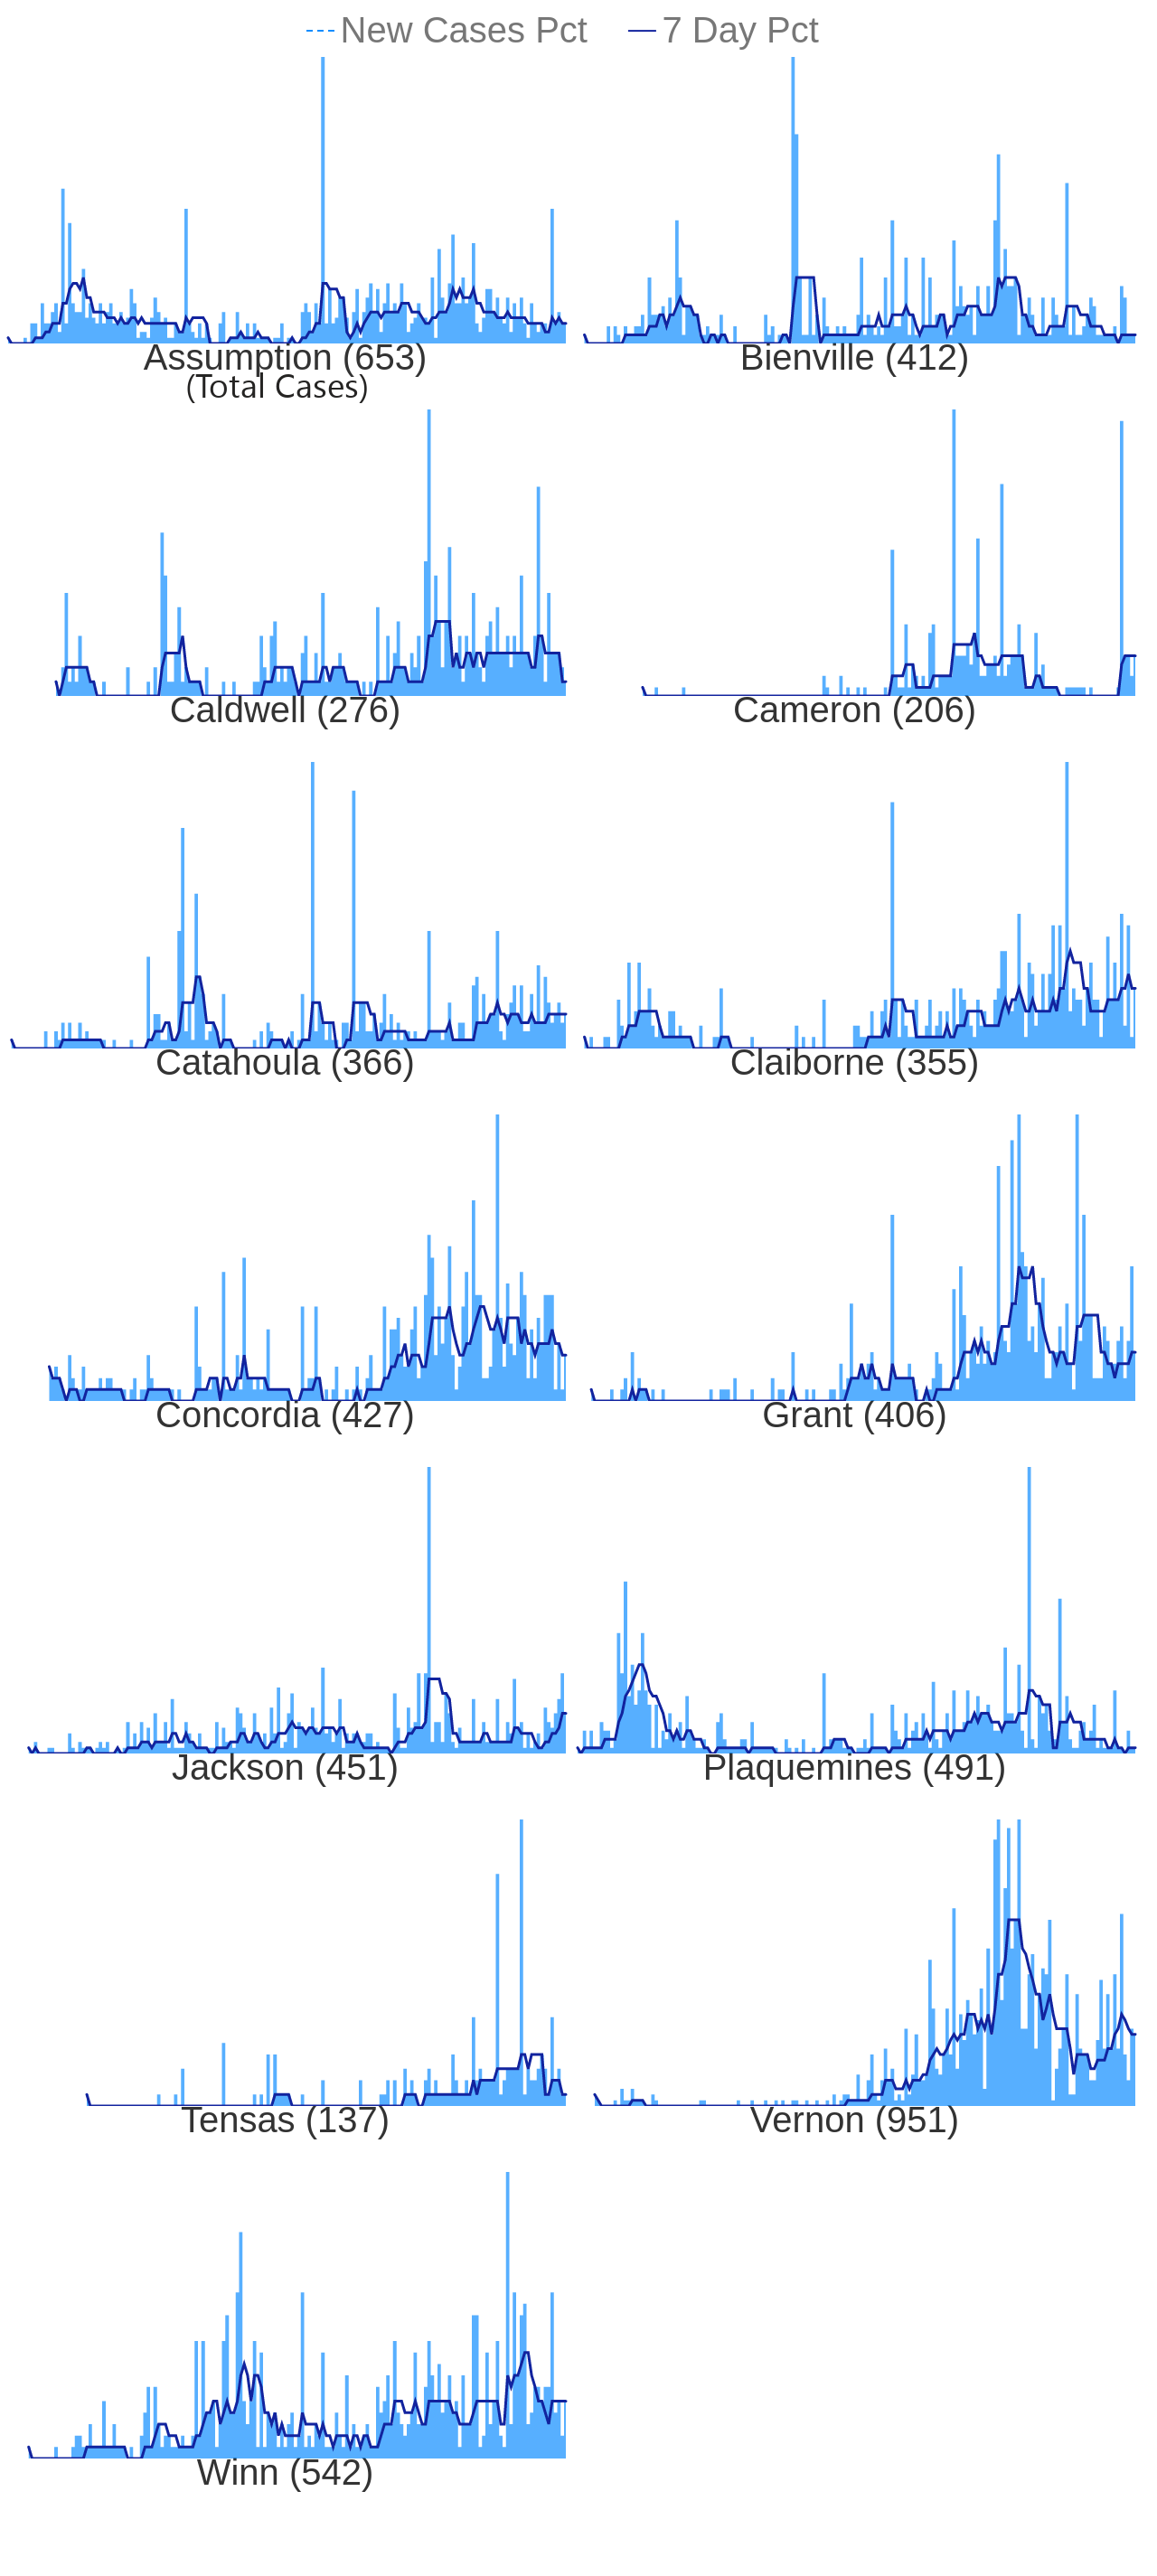 New Cases Pct 7 Day Pct
Assumption (653) Bienville (412)
(Total Cases)
Caldwell (276) Cameron (206)
Catahoula (366) Claiborne (355)
Concordia (427) Grant (406)
Jackson (451) Plaquemines (491)
Tensas (137) Vernon (951)
Winn (542)